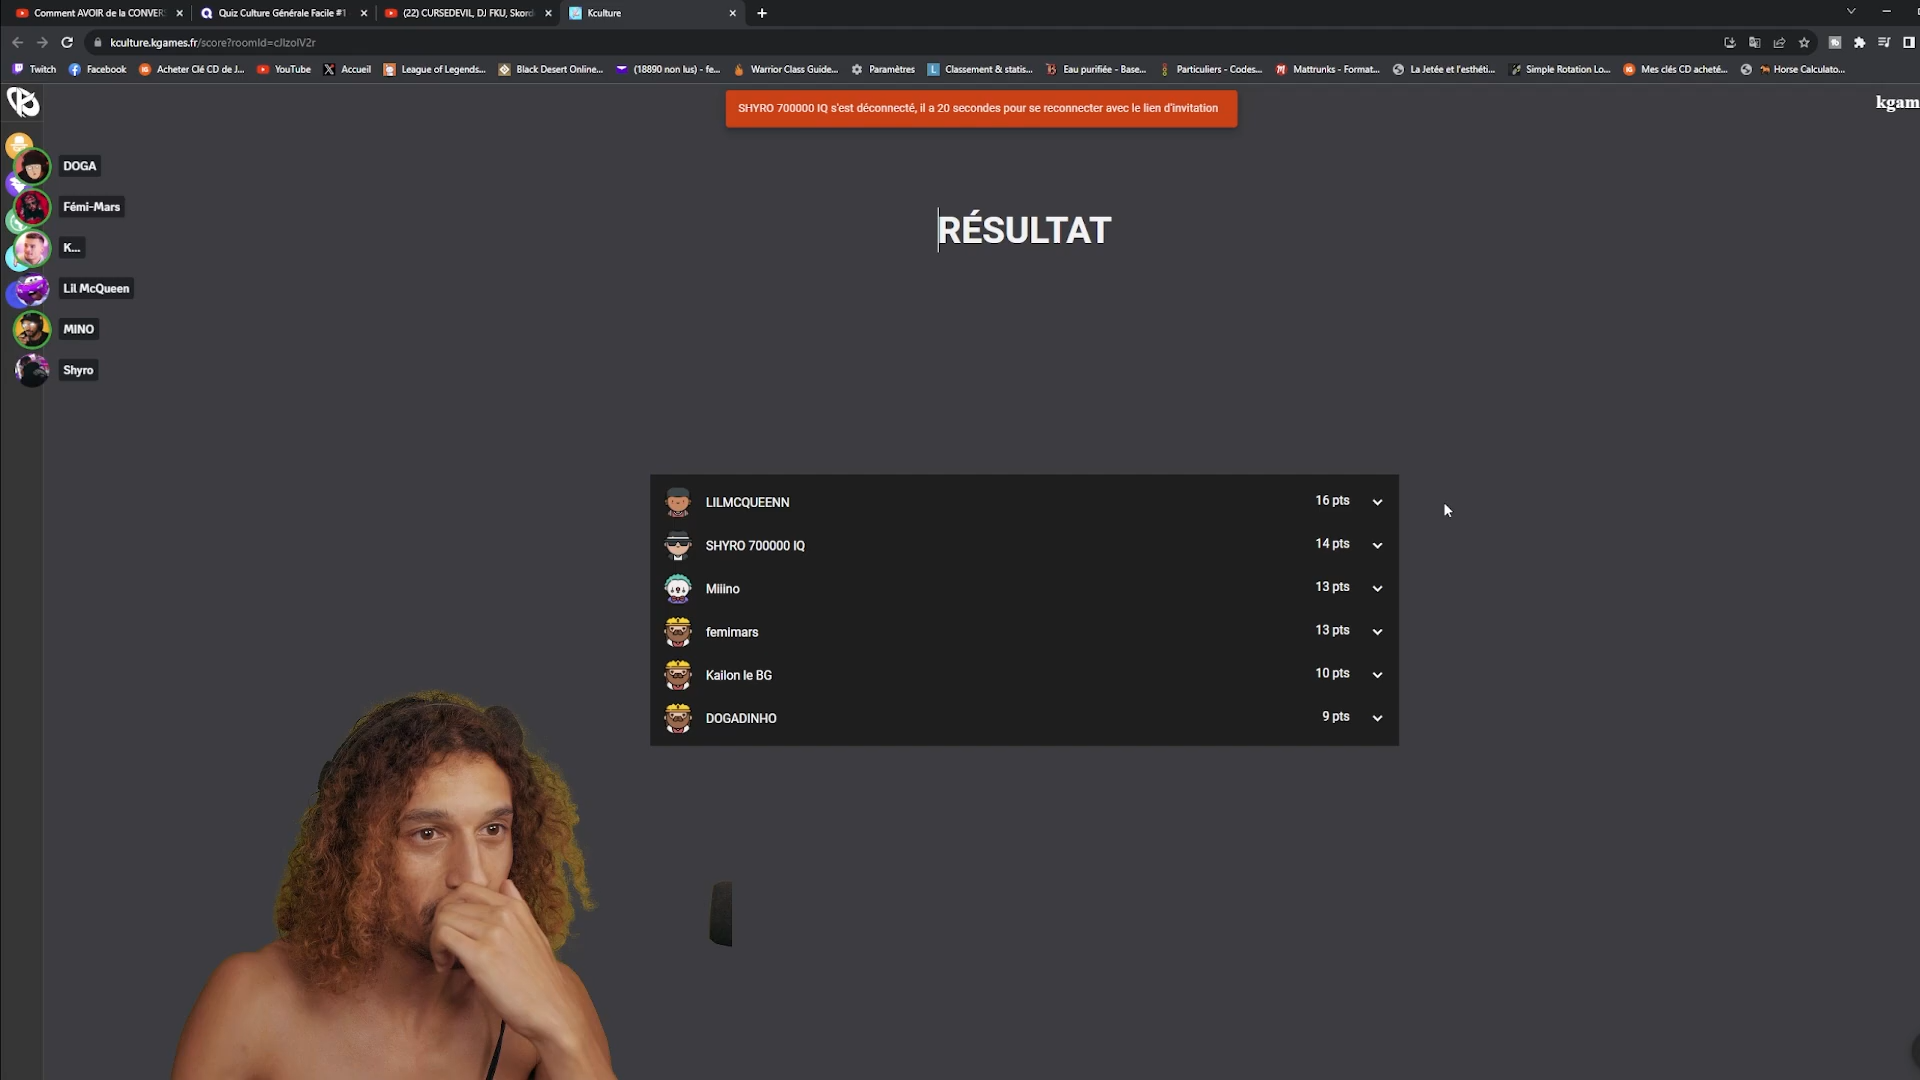 Comment AVOIR de la CONVER
Quiz Culture Générale Facile #1
(22) CURSEDEVIL, DJ FKU, Skord
Kculture
kculture.kgames.fr/score?roomId=cJIzoIV2r
Twitch
Facebook
Acheter Clé CD de J...
YouTube
Accueil
League of Legends...
Black Desert Online...
(18890 non lus) - fe...
Warrior Class Guide...
Paramètres
Classement & statis...
Eau purifiée - Base...
Particuliers - Codes...
Mattrunks - Format...
La Jetée et l'esthéti...
Simple Rotation Lo...
Mes clés CD acheté...
Horse Calculato...
SHYRO 700000 IQ s'est déconnecté, il a 20 secondes pour se reconnecter avec le lien d'invitation
kgam
DOGA
Fémi-Mars
K...
Lil McQueen
MINO
Shyro
RÉSULTAT
LILMCQUEENN 16 pts
SHYRO 700000 IQ 14 pts
Miiino 13 pts
femimars 13 pts
Kailon le BG 10 pts
DOGADINHO 9 pts